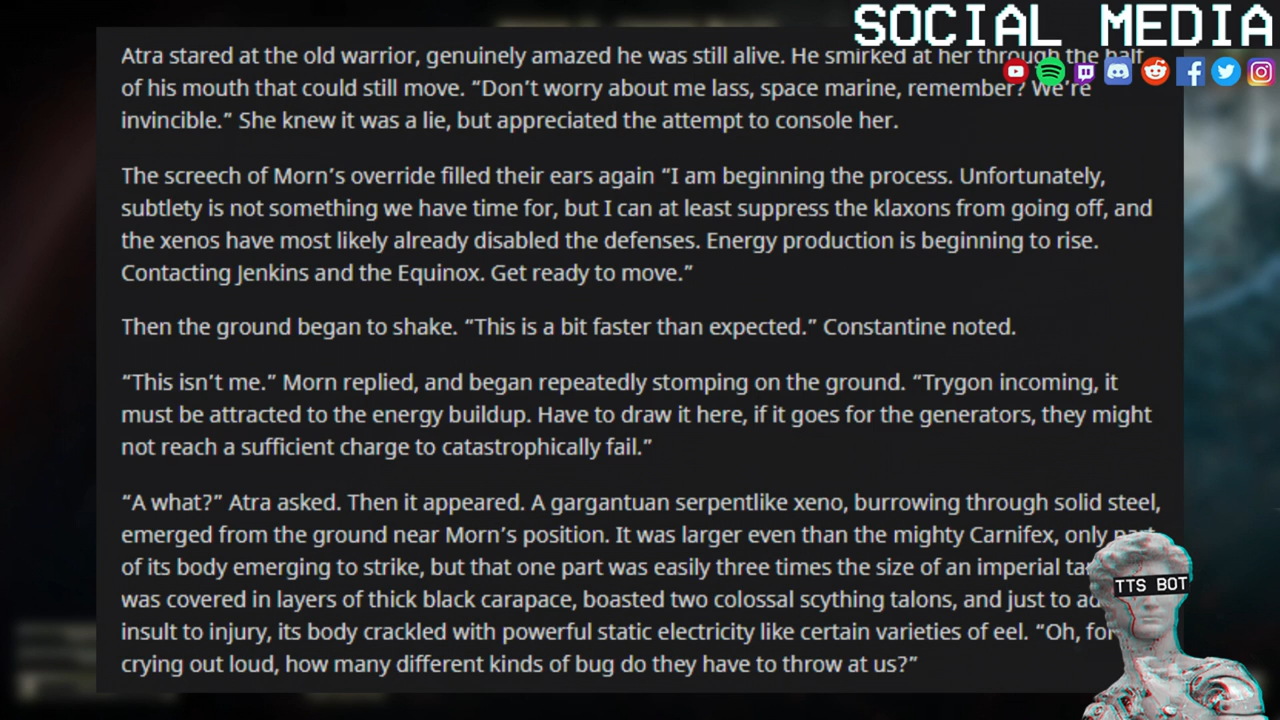 SOCIAL MEDIA
Atra stared at the old warrior, genuinely amazed he was still alive. He smirked at her through the half
of his mouth that could still move. “Don’t worry about me lass, space marine, remember? We’re
invincible.” She knew it was a lie, but appreciated the attempt to console her.
The screech of Morn’s override filled their ears again “I am beginning the process. Unfortunately,
subtlety is not something we have time for, but I can at least suppress the klaxons from going off, and
the xenos have most likely already disabled the defenses. Energy production is beginning to rise.
Contacting Jenkins and the Equinox. Get ready to move.”
Then the ground began to shake. “This is a bit faster than expected.” Constantine noted.
“This isn’t me.” Morn replied, and began repeatedly stomping on the ground. “Trygon incoming, it
must be attracted to the energy buildup. Have to draw it here, if it goes for the generators, they might
not reach a sufficient charge to catastrophically fail.”
“A what?” Atra asked. Then it appeared. A gargantuan serpentlike xeno, burrowing through solid steel,
emerged from the ground near Morn’s position. It was larger even than the mighty Carnifex, only part
of its body emerging to strike, but that one part was easily three times the size of an imperial
was covered in layers of thick black carapace, boasted two colossal scything talons, and just to
insult to injury, its body crackled with powerful static electricity like certain varieties of eel. “Oh, for
crying out loud, how many different kinds of bug do they have to throw at us?”
TTS BOT